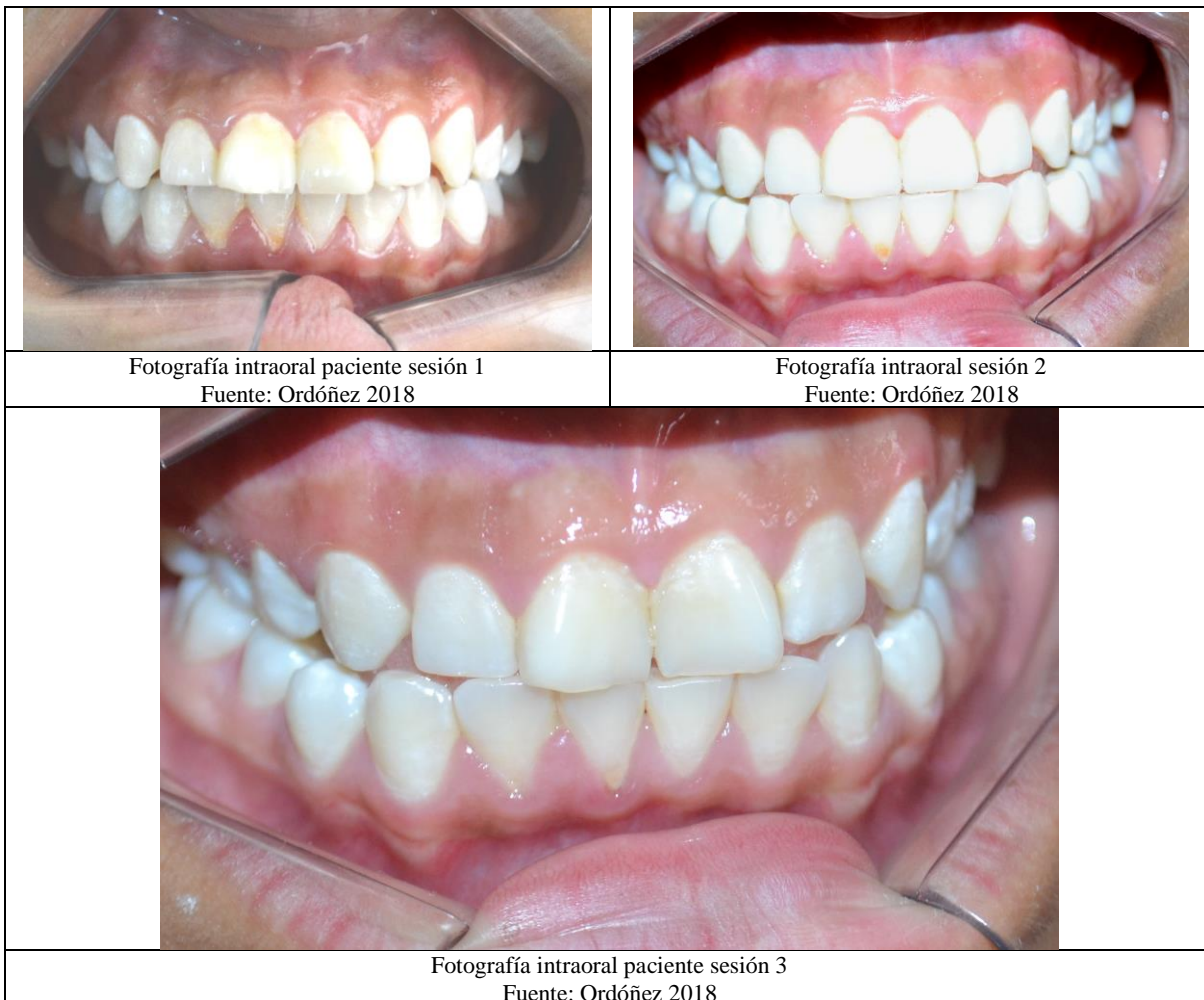 Fotografía intraoral paciente sesión 1
Fuente: Ordóñez 2018
Fotografía intraoral sesión 2
Fuente: Ordóñez 2018
Fotografía intraoral paciente sesión 3
Fuente: Ordóñez 2018